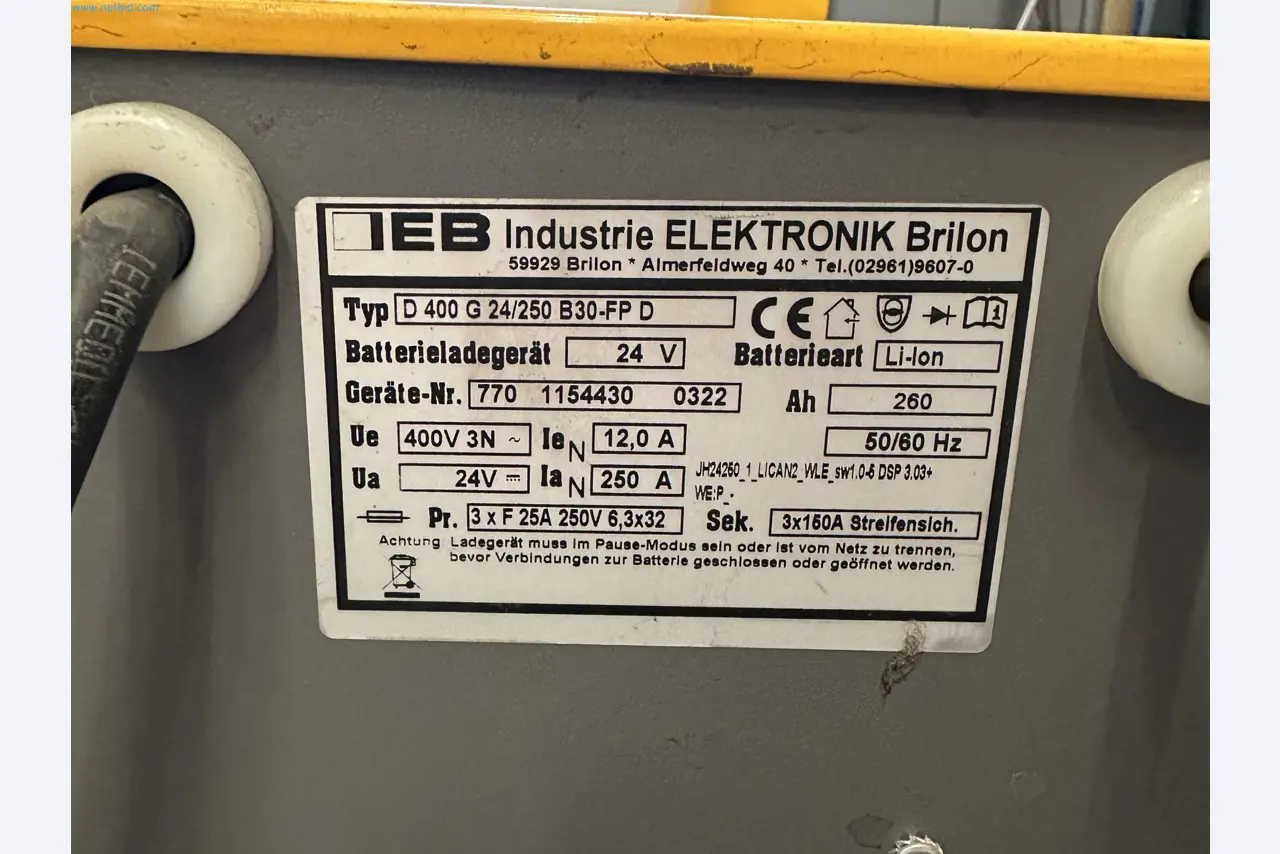 www.netbid.com
IEB Industrie ELEKTRONIK Brilon
59929 Brilon * Almerfeldweg 40 * Tel.(02961)9607-0
Typ D 400 G 24/250 B30-FP D CE
Batterieladegerät 24 V Batterieart Li-Ion
Geräte-Nr. 770 1154430 0322 Ah 260
Ue 400V 3N ~ Ie N 12,0 A 50/60 Hz
Ua 24V Ia N 250 A JH24260_1_LICAN2_WLE_sw1.0-5 DSP 3.03+
WE:P_.
Pr. 3 x F 25A 250V 6,3x32 Sek. 3x150A Streifensich.
Achtung Ladegerät muss im Pause-Modus sein oder ist vom Netz zu trennen,
bevor Verbindungen zur Batterie geschlossen oder geöffnet werden.